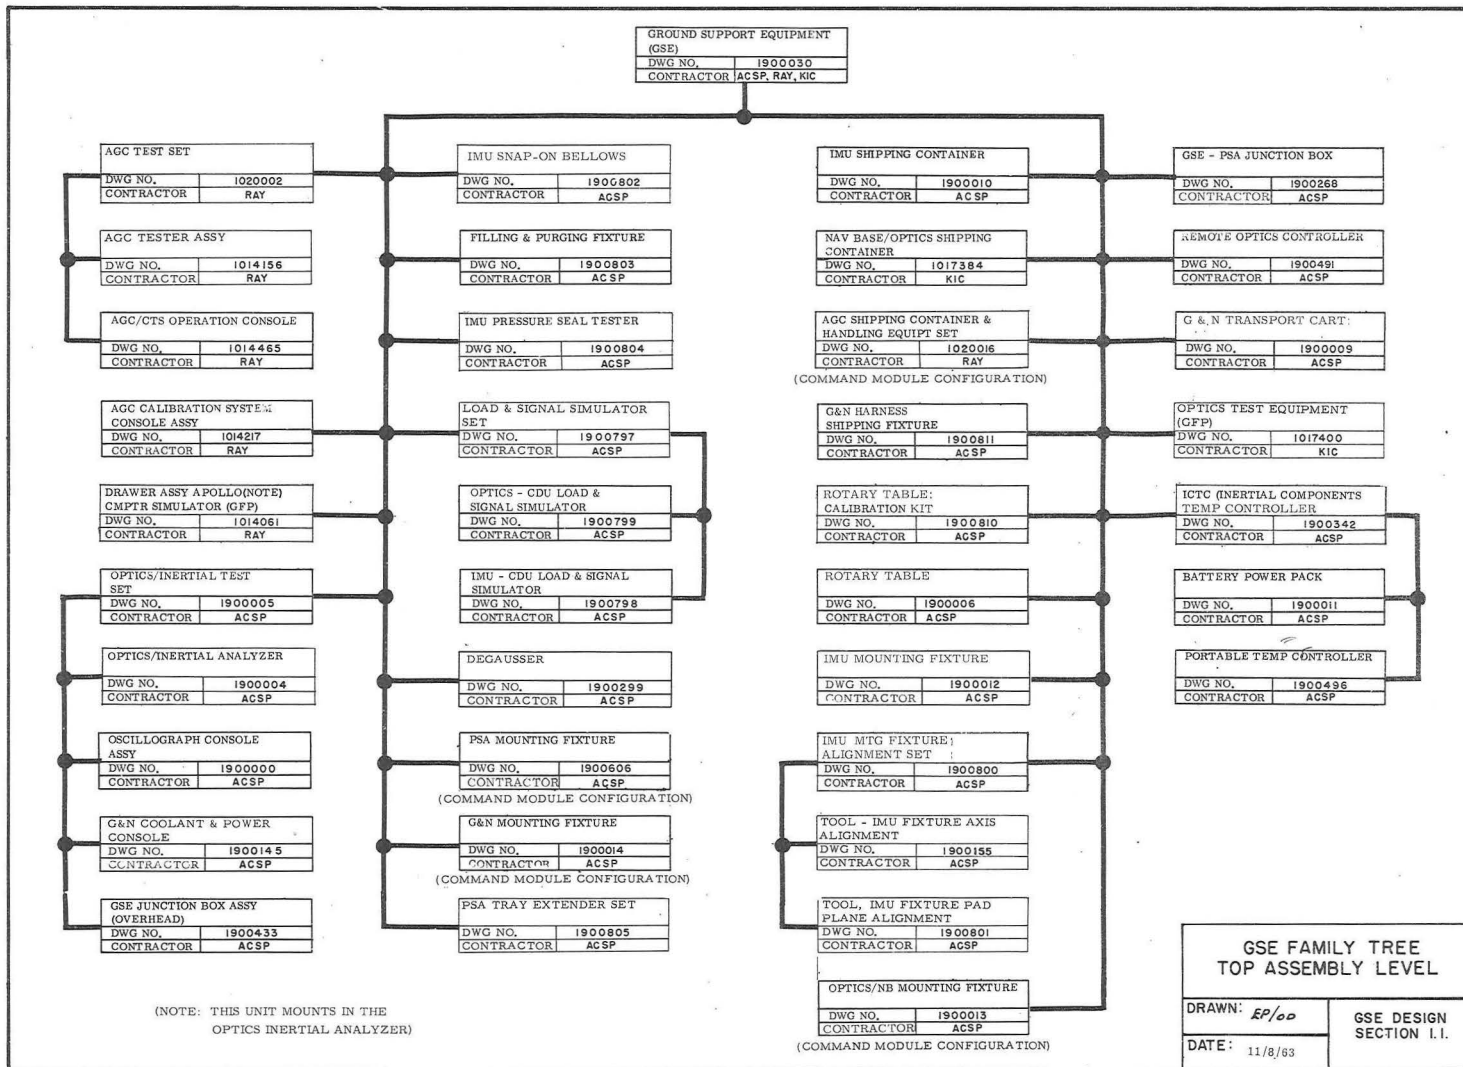 GROUND SUPPORT EQUIPMENT
(GSE)
DWG NO. 1900030
CONTRACTOR ACSP, RAY, KIC
AGC TEST SET
DWG NO. 1020002
CONTRACTOR RAY
AGC TESTER ASSY
DWG NO. 1014156
CONTRACTOR RAY
AGC/CTS OPERATION CONSOLE
DWG NO. 1014465
CONTRACTOR RAY
AGC CALIBRATION SYSTEM
CONSOLE ASSY
DWG NO. 1014217
CONTRACTOR RAY
DRAWER ASSY APOLLO(NOTE)
CMPTR SIMULATOR (GFP)
DWG NO. 1014061
CONTRACTOR RAY
OPTICS/INERTIAL TEST
SET
DWG NO. 1900005
CONTRACTOR ACSP
OPTICS/INERTIAL ANALYZER
DWG NO. 1900004
CONTRACTOR ACSP
OSCILLOGRAPH CONSOLE
ASSY
DWG NO. 1900000
CONTRACTOR ACSP
G&N COOLANT & POWER
CONSOLE
DWG NO. 1900145
CONTRACTOR ACSP
GSE JUNCTION BOX ASSY
(OVERHEAD)
DWG NO. 1900433
CONTRACTOR ACSP
(NOTE: THIS UNIT MOUNTS IN THE
OPTICS INERTIAL ANALYZER)
IMU SNAP-ON BELLOWS
DWG NO. 1900802
CONTRACTOR ACSP
FILLING & PURGING FIXTURE
DWG NO. 1900803
CONTRACTOR ACSP
IMU PRESSURE SEAL TESTER
DWG NO. 1900804
CONTRACTOR ACSP
LOAD & SIGNAL SIMULATOR
SET
DWG NO. 1900797
CONTRACTOR ACSP
OPTICS - CDU LOAD &
SIGNAL SIMULATOR
DWG NO. 1900799
CONTRACTOR ACSP
IMU - CDU LOAD & SIGNAL
SIMULATOR
DWG NO. 1900798
CONTRACTOR ACSP
DEGAUSSER
DWG NO. 1900299
CONTRACTOR ACSP
PSA MOUNTING FIXTURE
DWG NO. 1900606
CONTRACTOR ACSP
(COMMAND MODULE CONFIGURATION)
G&N MOUNTING FIXTURE
DWG NO. 1900014
CONTRACTOR ACSP
(COMMAND MODULE CONFIGURATION)
PSA TRAY EXTENDER SET
DWG NO. 1900805
CONTRACTOR ACSP
IMU SHIPPING CONTAINER
DWG NO. 1900010
CONTRACTOR ACSP
NAV BASE/OPTICS SHIPPING
CONTAINER
DWG NO. 1017384
CONTRACTOR KIC
AGC SHIPPING CONTAINER &
HANDLING EQUIPT SET
DWG NO. 1020016
CONTRACTOR RAY
(COMMAND MODULE CONFIGURATION)
G&N HARNESS
SHIPPING FIXTURE
DWG NO. 1900811
CONTRACTOR ACSP
ROTARY TABLE;
CALIBRATION KIT
DWG NO. 1900810
CONTRACTOR ACSP
ROTARY TABLE
DWG NO. 1900006
CONTRACTOR ACSP
IMU MOUNTING FIXTURE
DWG NO. 1900012
CONTRACTOR ACSP
IMU MTG FIXTURE;
ALIGNMENT SET
DWG NO. 1900800
CONTRACTOR ACSP
TOOL - IMU FIXTURE AXIS
ALIGNMENT
DWG NO. 1900155
CONTRACTOR ACSP
TOOL, IMU FIXTURE PAD
PLANE ALIGNMENT
DWG NO. 1900801
CONTRACTOR ACSP
OPTICS/NB MOUNTING FIXTURE
DWG NO. 1900013
CONTRACTOR ACSP
(COMMAND MODULE CONFIGURATION)
GSE - PSA JUNCTION BOX
DWG NO. 1900268
CONTRACTOR ACSP
REMOTE OPTICS CONTROLLER
DWG NO. 1900491
CONTRACTOR ACSP
G & N TRANSPORT CART:
DWG NO. 1900009
CONTRACTOR ACSP
OPTICS TEST EQUIPMENT
(GFP)
DWG NO. 1017400
CONTRACTOR KIC
ICTC (INERTIAL COMPONENTS
TEMP CONTROLLER
DWG NO. 1900342
CONTRACTOR ACSP
BATTERY POWER PACK
DWG NO. 1900011
CONTRACTOR ACSP
PORTABLE TEMP CONTROLLER
DWG NO. 1900496
CONTRACTOR ACSP
GSE FAMILY TREE
TOP ASSEMBLY LEVEL
DRAWN:
DATE: 11/8/63
GSE DESIGN
SECTION I.I.